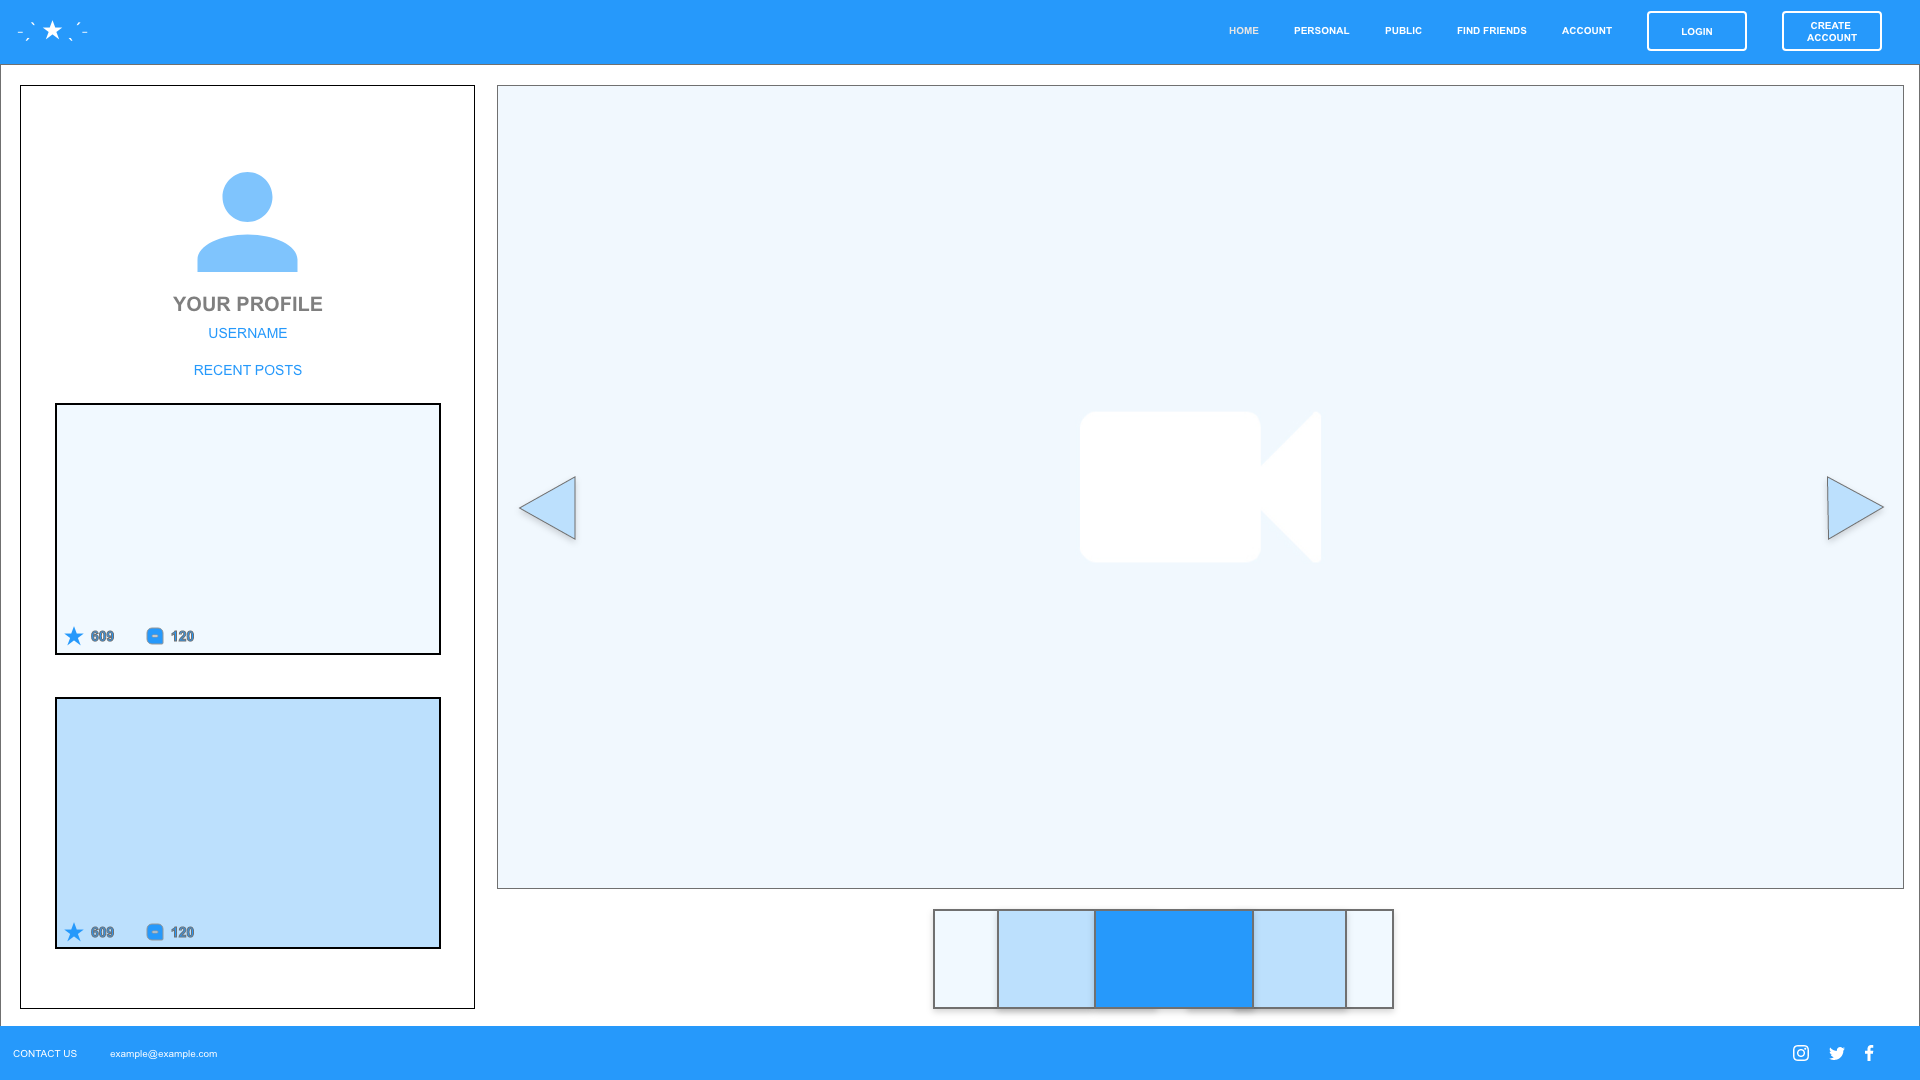 HOME PERSONAL PUBLIC FIND FRIENDS ACCOUNT LOGIN CREATE
ACCOUNT
YOUR PROFILE
USERNAME
RECENT POSTS
609 120
609 120
CONTACT US example@example.com